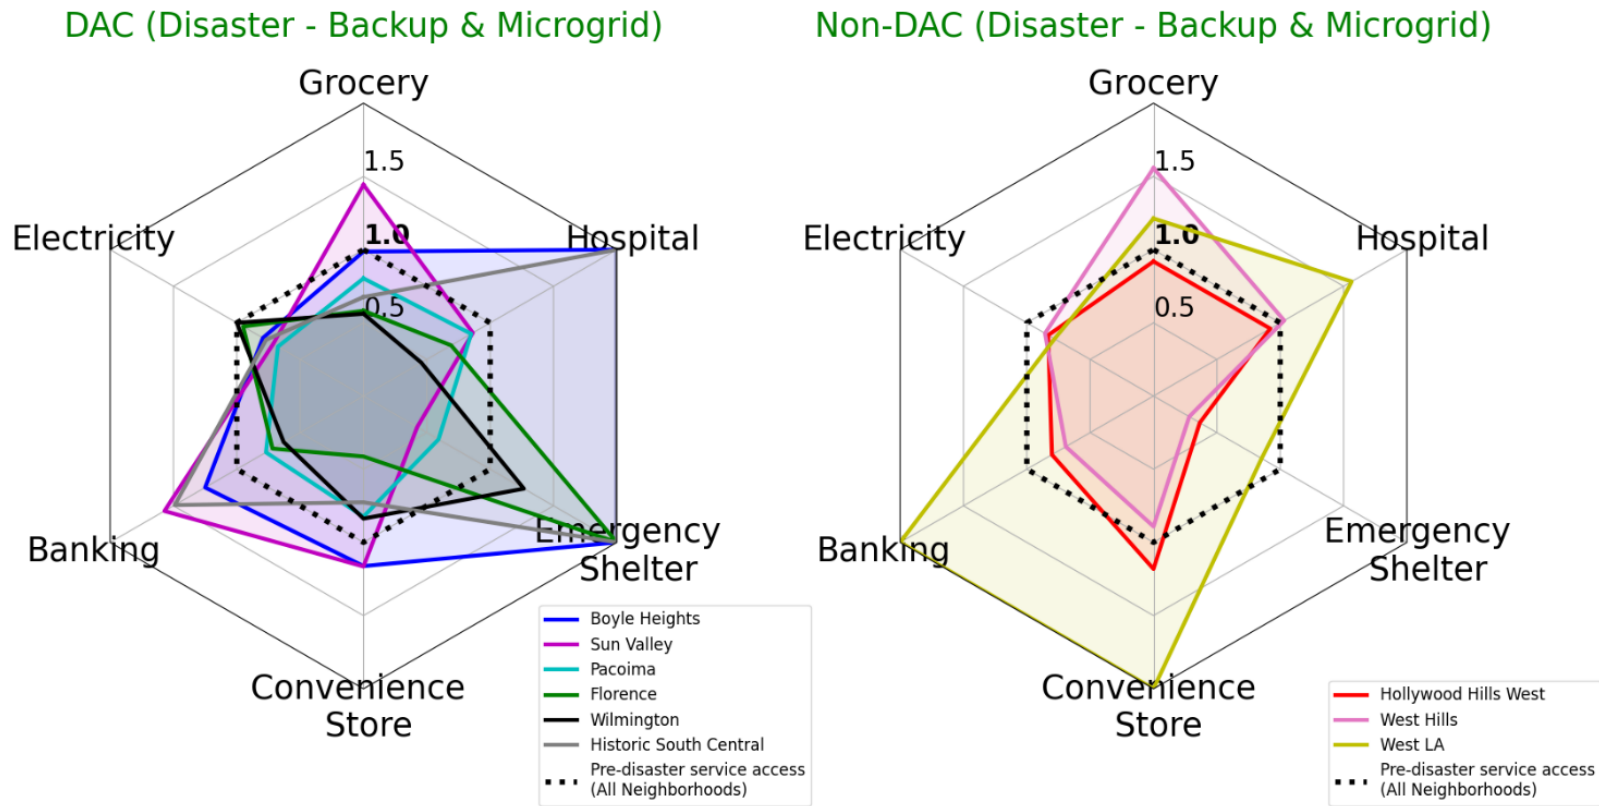 DAC (Disaster - Backup & Microgrid)
Grocery
1.5
Electricity
1.0
Hospital
0.5
Banking
Emergency
Shelter
Convenience
Store
Boyle Heights
Sun Valley
Pacoima
Florence
Wilmington
Historic South Central
Pre-disaster service access
(All Neighborhoods)
Non-DAC (Disaster - Backup & Microgrid)
Grocery
1.5
Electricity
1.0
Hospital
0.5
Banking
Emergency
Shelter
Convenience
Store
Hollywood Hills West
West Hills
West LA
Pre-disaster service access
(All Neighborhoods)